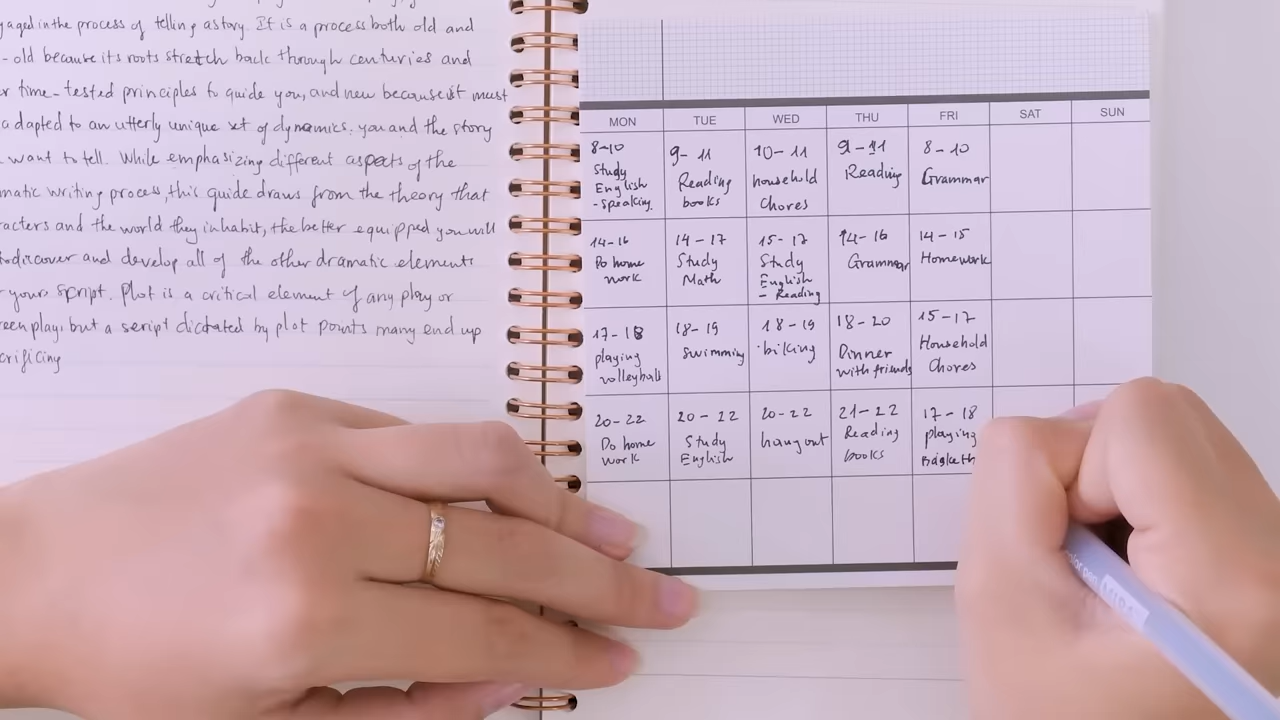 gaged in the process of telling a story. It is a process both old and
- old because its roots stretch back through centuries and
r time-tested principles to guide you, and new because it must
adapted to an utterly unique set of dynamics. you and the story
want to tell. While emphasizing different aspects of the
matic writing process, this guide draws from the theory that
racters and the world they inhabit, the better equipped you will
to discover and develop all of the other dramatic elements
your script. Plot is a critical element of any play or
reen play, but a script dictated by plot points many end up
crificing
MON TUE WED THU FRI SAT SUN
8-10
Study
English
- Speaking
9-11
Reading
books
10-11
household
Chores
9-11
Reading
8-10
Grammar
14-16
Do home
work
14-17
Study
Math
15-17
Study
English
- Reading
14-16
Grammar
14-15
Homework
17-18
playing
volleyball
18-19
Swimming
18-19
biking
18-20
Dinner
with friends
15-17
Household
Chores
20-22
Do home
work
20-22
Study
English
20-22
hangout
21-22
Reading
books
17-18
playing
Basketb